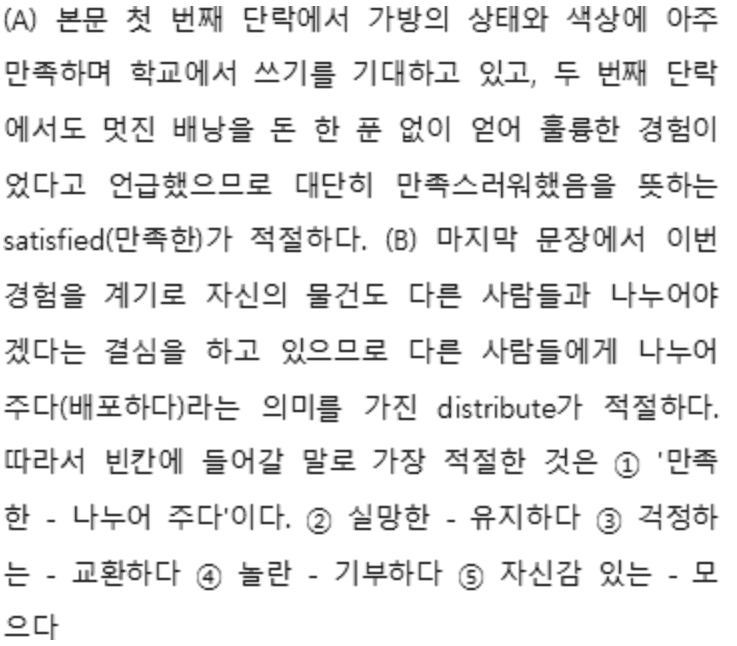 (A) 본문 첫 번째 단락에서 가방의 상태와 색상에 아주
만족하며 학교에서 쓰기를 기대하고 있고, 두 번째 단락
에서도 멋진 배낭을 돈 한 푼 없이 얻어 훌륭한 경험이
었다고 언급했으므로 대단히 만족스러워했음을 뜻하는
satisfied(만족한)가 적절하다. (B) 마지막 문장에서 이번
경험을 계기로 자신의 물건도 다른 사람들과 나누어야
겠다는 결심을 하고 있으므로 다른 사람들에게 나누어
주다(배포하다)라는 의미를 가진 distribute가 적절하다.
따라서 빈칸에 들어갈 말로 가장 적절한 것은 ① '만족
한 - 나누어 주다'이다. ② 실망한 - 유지하다 ③ 걱정하
는 - 교환하다 ④ 놀란 - 기부하다 ⑤ 자신감 있는 - 모
으다